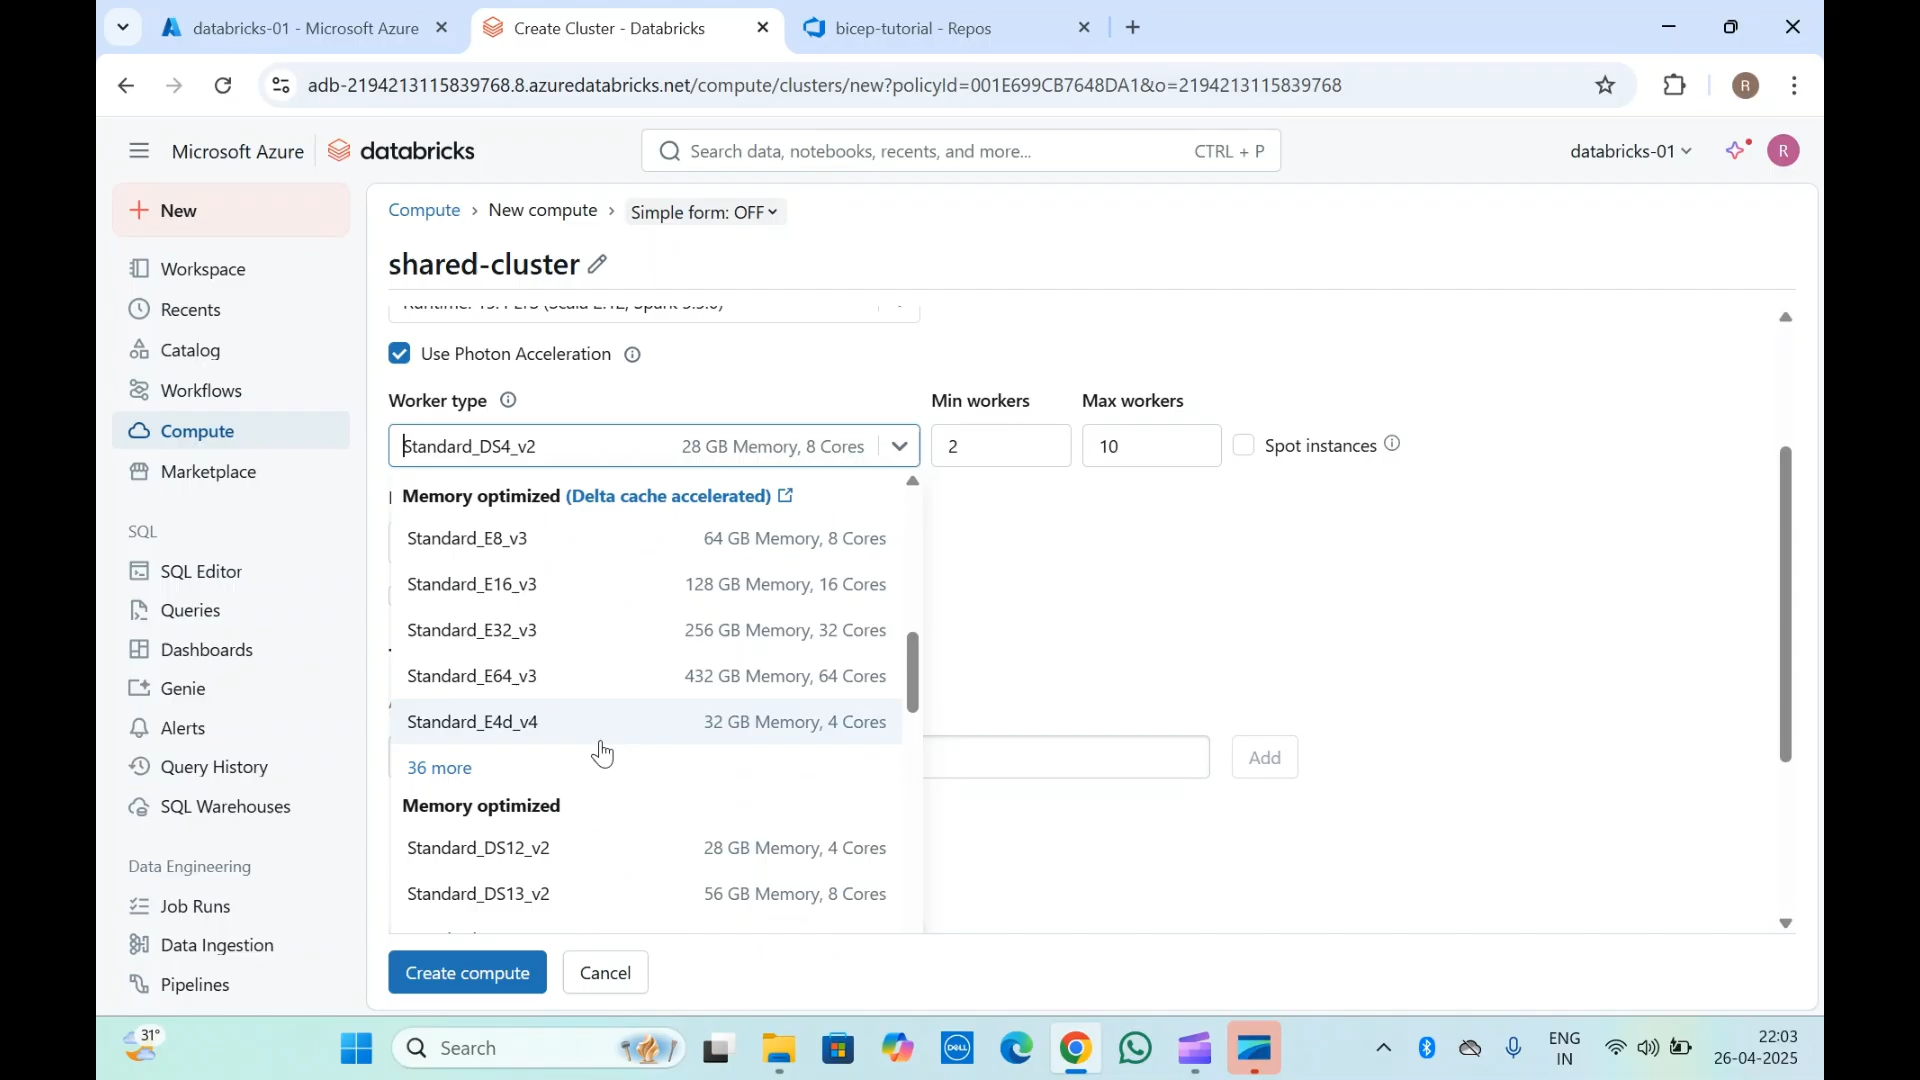 databricks-01 - Microsoft Azure
Create Cluster - Databricks
bicep-tutorial - Repos
adb-2194213115839768.8.azuredatabricks.net/compute/clusters/new?policyId=001E699CB7648DA1&o=2194213115839768
R
Microsoft Azure
databricks
Search data, notebooks, recents, and more...
CTRL + P
databricks-01
R
New
Workspace
Recents
Catalog
Workflows
Compute
Marketplace
SQL
SQL Editor
Queries
Dashboards
Genie
Alerts
Query History
SQL Warehouses
Data Engineering
Job Runs
Data Ingestion
Pipelines
Compute › New compute › Simple form: OFF
shared-cluster
Use Photon Acceleration
Worker type
Min workers
Max workers
Standard_DS4_v2 28 GB Memory, 8 Cores
2
10
Spot instances
Memory optimized (Delta cache accelerated)
Standard_E8_v3 64 GB Memory, 8 Cores
Standard_E16_v3 128 GB Memory, 16 Cores
Standard_E32_v3 256 GB Memory, 32 Cores
Standard_E64_v3 432 GB Memory, 64 Cores
Standard_E4d_v4 32 GB Memory, 4 Cores
36 more
Memory optimized
Standard_DS12_v2 28 GB Memory, 4 Cores
Standard_DS13_v2 56 GB Memory, 8 Cores
Add
Create compute
Cancel
31°
Search
DELL
ENG
IN
22:03
26-04-2025